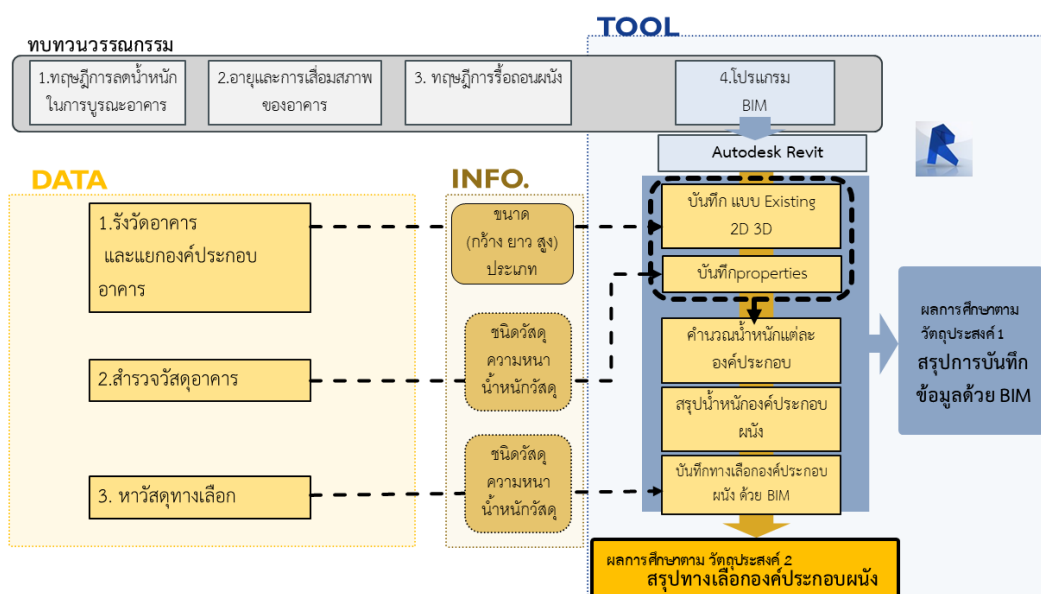 TOOL
ทบทวนวรรณกรรม
1.ทฤษฎีการลดน้ำหนัก
ในการบูรณะอาคาร
2.อายุและการเสื่อมสภาพ
ของอาคาร
3. ทฤษฎีการรื้อถอนผนัง
4.โปรแกรม
BIM
Autodesk Revit
DATA
1.รังวัดอาคาร
และแยกองค์ประกอบ
อาคาร
2.สำรวจวัสดุอาคาร
3. หาวัสดุทางเลือก
INFO.
ขนาด
(กว้าง ยาว สูง)
ประเภท
ชนิดวัสดุ
ความหนา
น้ำหนักวัสดุ
ชนิดวัสดุ
ความหนา
น้ำหนักวัสดุ
บันทึก แบบ Existing
2D 3D
บันทึกproperties
คำนวณน้ำหนักแต่ละ
องค์ประกอบ
สรุปน้ำหนักองค์ประกอบ
ผนัง
บันทึกทางเลือกองค์ประกอบ
ผนัง ด้วย BIM
ผลการศึกษาตาม
วัตถุประสงค์ 1
สรุปการบันทึก
ข้อมูลด้วย BIM
ผลการศึกษาตาม วัตถุประสงค์ 2
สรุปทางเลือกองค์ประกอบผนัง